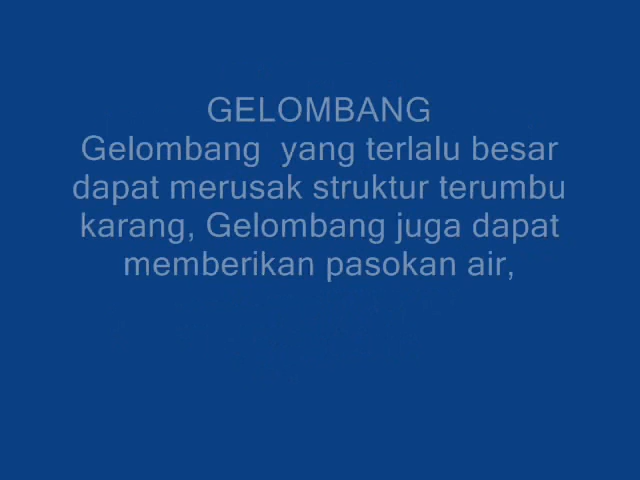 GELOMBANG
Gelombang  yang terlalu besar
dapat merusak struktur terumbu
karang, Gelombang juga dapat
memberikan pasokan air,